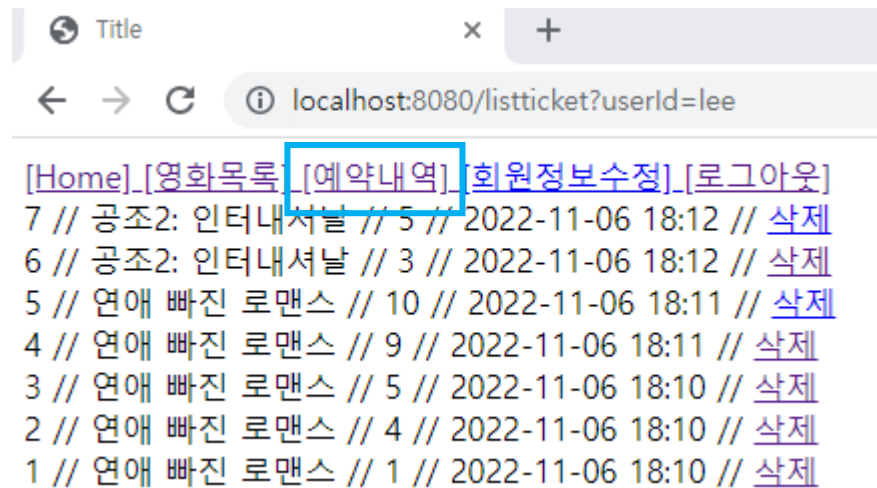 Title
localhost:8080/listticket?userId=lee
[Home] [영화목록] [예약내역] [회원정보수정] [로그아웃]
7 // 공조2: 인터내셔날 // 5 // 2022-11-06 18:12 // 삭제
6 // 공조2: 인터내셔날 // 3 // 2022-11-06 18:12 // 삭제
5 // 연애 빠진 로맨스 // 10 // 2022-11-06 18:11 // 삭제
4 // 연애 빠진 로맨스 // 9 // 2022-11-06 18:11 // 삭제
3 // 연애 빠진 로맨스 // 5 // 2022-11-06 18:10 // 삭제
2 // 연애 빠진 로맨스 // 4 // 2022-11-06 18:10 // 삭제
1 // 연애 빠진 로맨스 // 1 // 2022-11-06 18:10 // 삭제